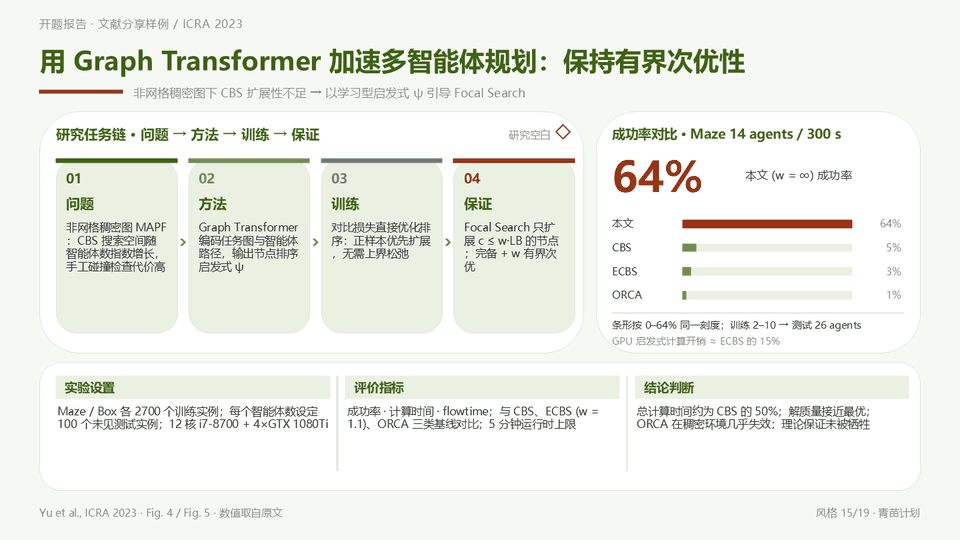 开题报告 · 文献分享样例 / ICRA 2023
用 Graph Transformer 加速多智能体规划：保持有界次优性
非网格稠密图下 CBS 扩展性不足 → 以学习型启发式 ψ 引导 Focal Search
研究任务链 • 问题 → 方法 → 训练 → 保证
研究空白
01
问题
非网格稠密图 MAPF
：CBS 搜索空间随
智能体数指数增长，
手工碰撞检查代价高
›
02
方法
Graph Transformer
编码任务图与智能体
路径，输出节点排序
启发式 ψ
›
03
训练
对比损失直接优化排
序：正样本优先扩展
，无需上界松弛
›
04
保证
Focal Search 只扩
展 c ≤ w·LB 的节点
；完备 + w 有界次
优
成功率对比 • Maze 14 agents / 300 s
64%
本文 (w = ∞) 成功率
本文 64%
CBS 5%
ECBS 3%
ORCA 1%
条形按 0–64% 同一刻度；训练 2–10 → 测试 26 agents
GPU 启发式计算开销 ≈ ECBS 的 15%
实验设置
Maze / Box 各 2700 个训练实例；每个智能体数设定
100 个未见测试实例；12 核 i7-8700 + 4×GTX 1080Ti
评价指标
成功率 · 计算时间 · flowtime；与 CBS、ECBS (w =
1.1)、ORCA 三类基线对比；5 分钟运行时上限
结论判断
总计算时间约为 CBS 的 50%；解质量接近最优；
ORCA 在稠密环境几乎失效；理论保证未被牺牲
Yu et al., ICRA 2023 · Fig. 4 / Fig. 5 · 数值取自原文
风格 15/19 · 青苗计划